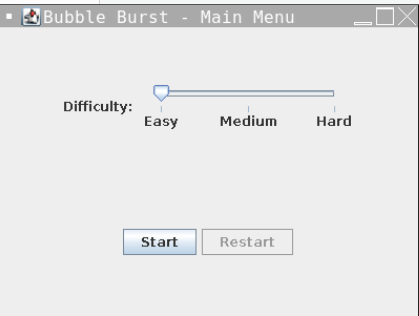 Bubble Burst - Main Menu
Difficulty:
Easy Medium Hard
Start Restart